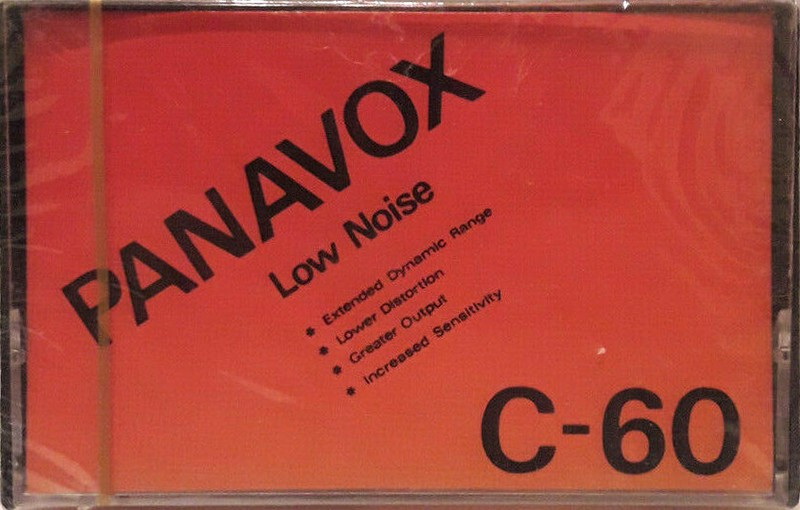 PANAVOX
Low Noise
* Extended Dynamic Range
* Lower Distortion
* Greater Output
* Increased Sensitivity
C-60